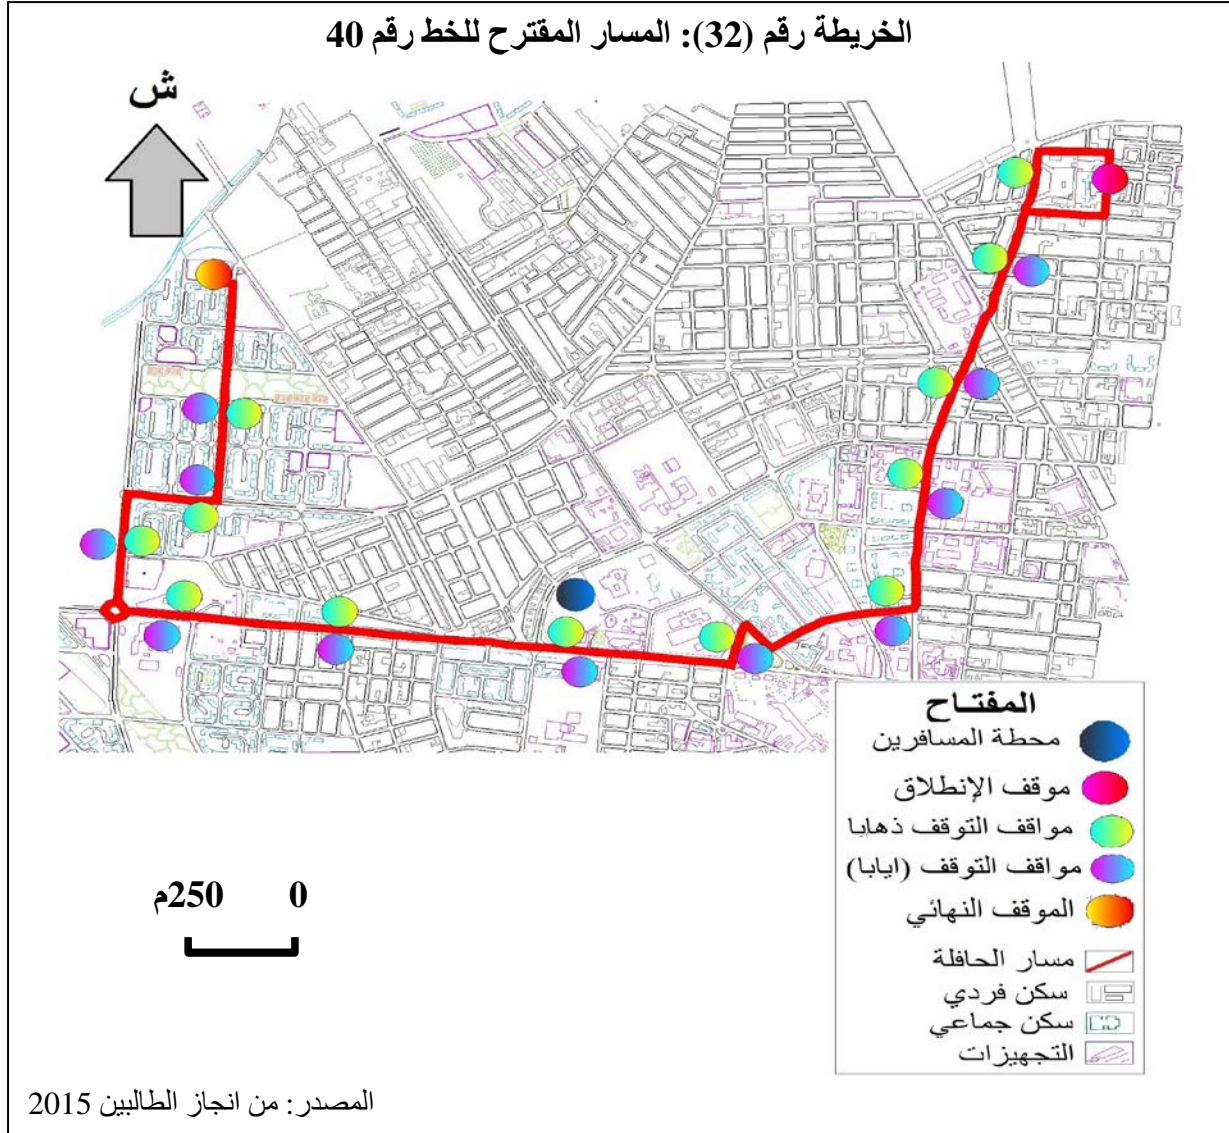 الخريطة رقم (32): المسار المقترح للخط رقم 40
ش
المفتـاح
محطة المسافرين
موقف الإنطلاق
مواقف التوقف ذهابا
مواقف التوقف (ايابا)
الموقف النهائي
مسار الحافلة
سكن فردي
سكن جماعي
التجهيزات
0 250م
المصدر: من انجاز الطالبين 2015